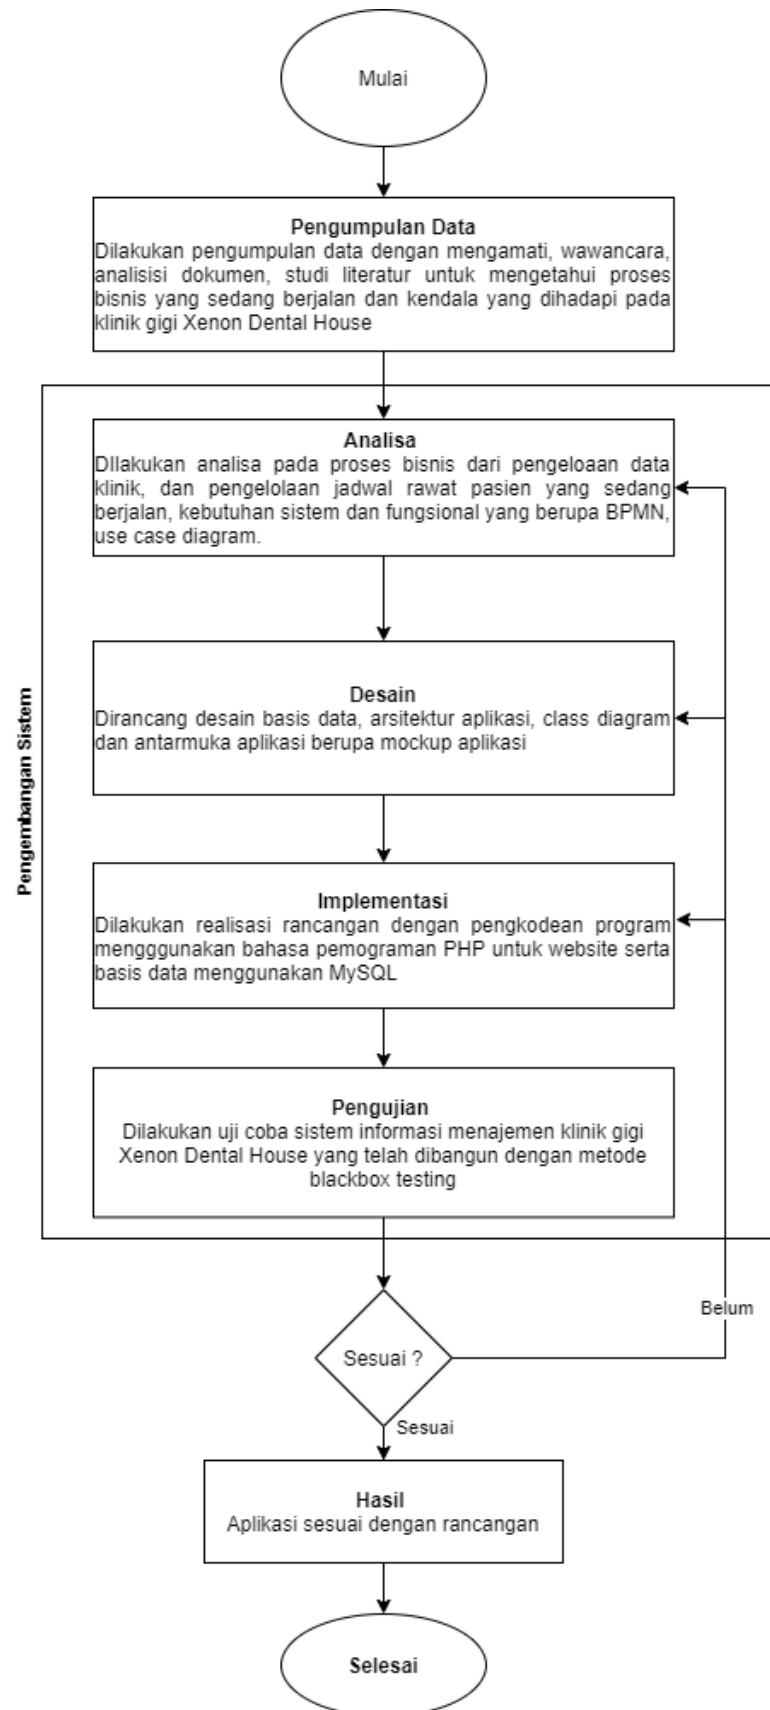 Mulai
Pengumpulan Data
Dilakukan pengumpulan data dengan mengamati, wawancara,
analisisi dokumen, studi literatur untuk mengetahui proses
bisnis yang sedang berjalan dan kendala yang dihadapi pada
klinik gigi Xenon Dental House
Pengembangan Sistem
Analisa
DIlakukan analisa pada proses bisnis dari pengeloaan data
klinik, dan pengelolaan jadwal rawat pasien yang sedang
berjalan, kebutuhan sistem dan fungsional yang berupa BPMN,
use case diagram.
Desain
Dirancang desain basis data, arsitektur aplikasi, class diagram
dan antarmuka aplikasi berupa mockup aplikasi
Implementasi
Dilakukan realisasi rancangan dengan pengkodean program
mengggunakan bahasa pemograman PHP untuk website serta
basis data menggunakan MySQL
Pengujian
Dilakukan uji coba sistem informasi menajemen klinik gigi
Xenon Dental House yang telah dibangun dengan metode
blackbox testing
Belum
Sesuai ?
Sesuai
Hasil
Aplikasi sesuai dengan rancangan
Selesai